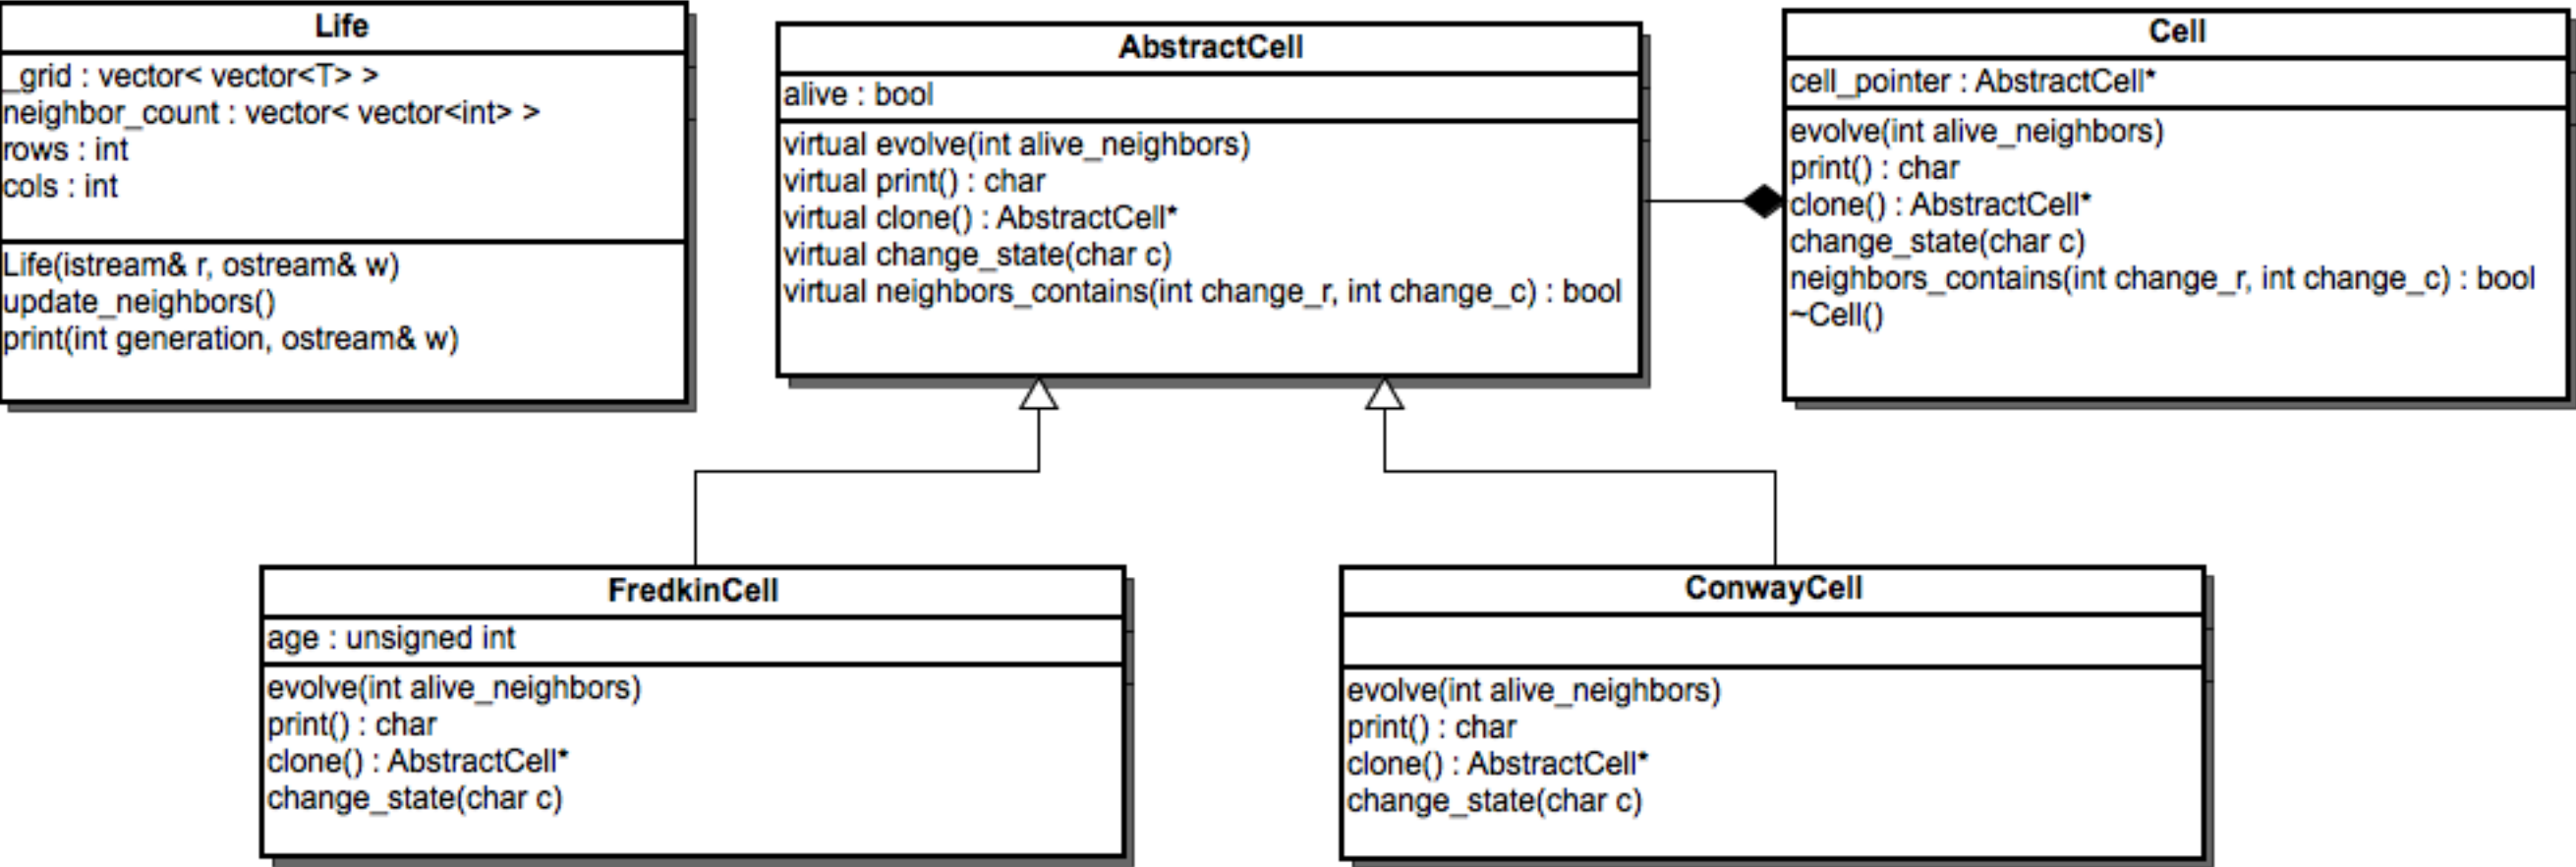 Life
_grid : vector< vector<T> >
neighbor_count : vector< vector<int> >
rows : int
cols : int
Life(istream& r, ostream& w)
update_neighbors()
print(int generation, ostream& w)
AbstractCell
alive : bool
virtual evolve(int alive_neighbors)
virtual print() : char
virtual clone() : AbstractCell*
virtual change_state(char c)
virtual neighbors_contains(int change_r, int change_c) : bool
Cell
cell_pointer : AbstractCell*
evolve(int alive_neighbors)
print() : char
clone() : AbstractCell*
change_state(char c)
neighbors_contains(int change_r, int change_c) : bool
~Cell()
FredkinCell
age : unsigned int
evolve(int alive_neighbors)
print() : char
clone() : AbstractCell*
change_state(char c)
ConwayCell
evolve(int alive_neighbors)
print() : char
clone() : AbstractCell*
change_state(char c)